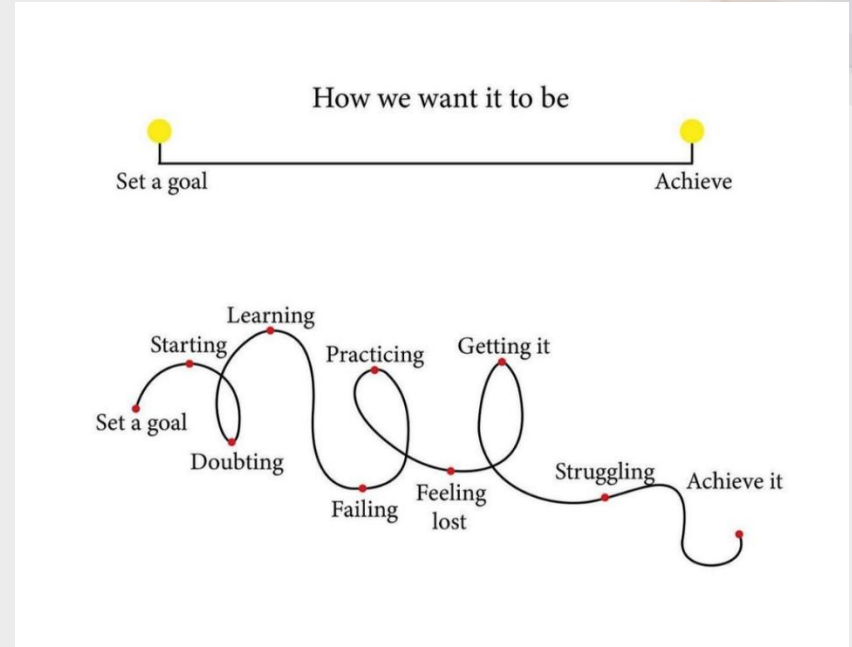 How we want it to be
Set a goal
Achieve
Learning
Starting
Practicing
Getting it
Set a goal
Doubting
Struggling
Achieve it
Failing
Feeling
lost